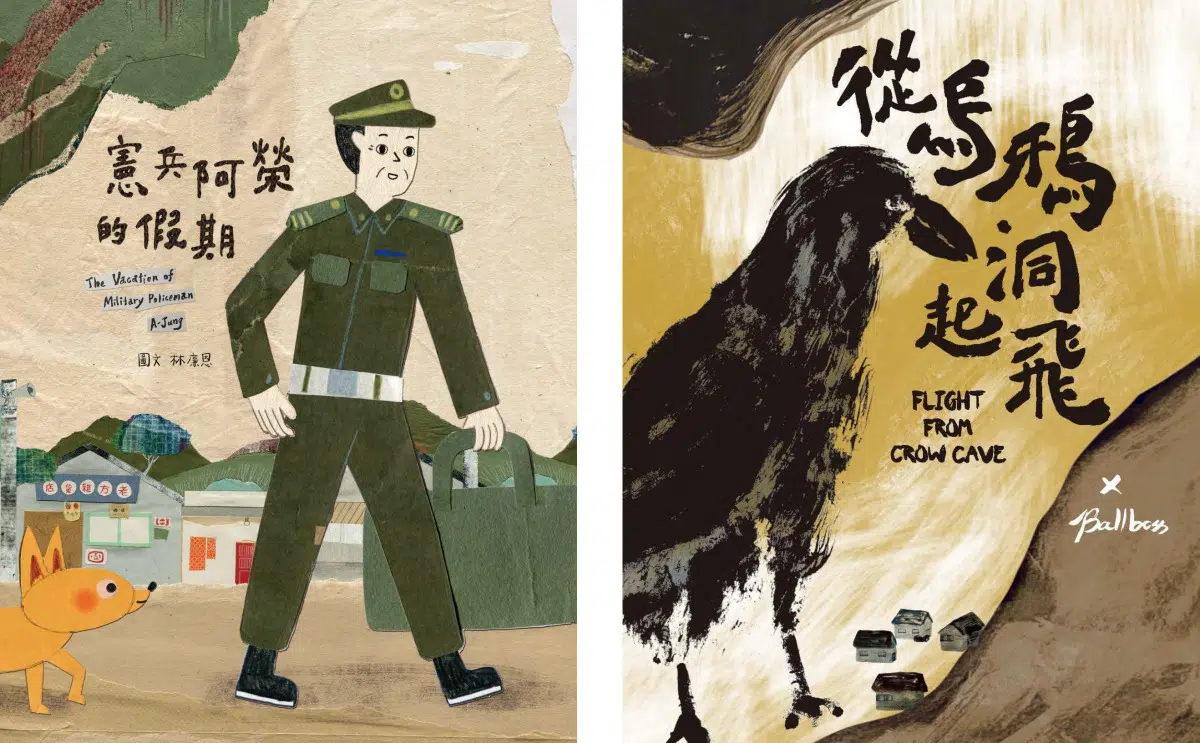 憲兵阿榮
的假期
The Vacation of
Military Policeman
A-Jung
圖文 林廉恩
老方雜貨店
從烏鴉洞起飛
FLIGHT
FROM
CROW CAVE
×
Ballboss